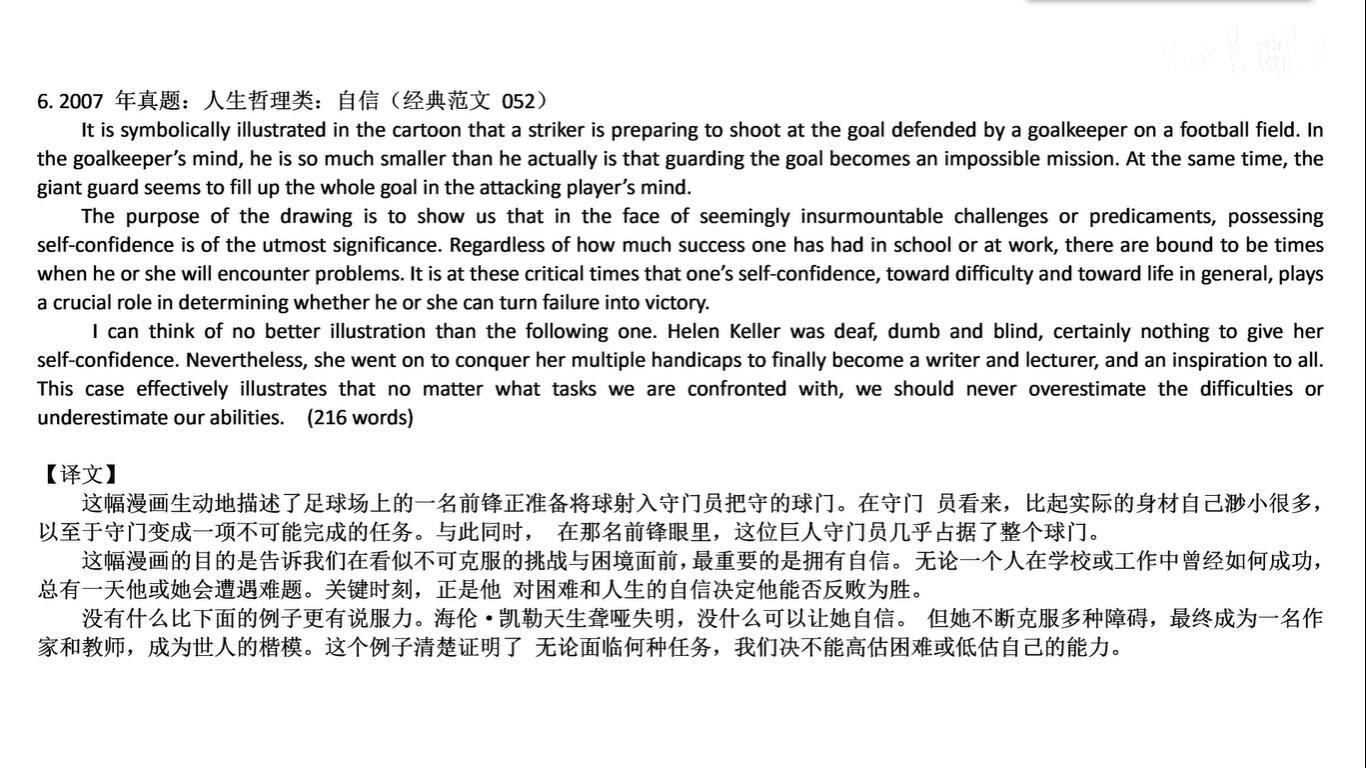 6. 2007 年真题：人生哲理类：自信（经典范文 052）
It is symbolically illustrated in the cartoon that a striker is preparing to shoot at the goal defended by a goalkeeper on a football field. In
the goalkeeper’s mind, he is so much smaller than he actually is that guarding the goal becomes an impossible mission. At the same time, the
giant guard seems to fill up the whole goal in the attacking player’s mind.
The purpose of the drawing is to show us that in the face of seemingly insurmountable challenges or predicaments, possessing
self-confidence is of the utmost significance. Regardless of how much success one has had in school or at work, there are bound to be times
when he or she will encounter problems. It is at these critical times that one’s self-confidence, toward difficulty and toward life in general, plays
a crucial role in determining whether he or she can turn failure into victory.
I can think of no better illustration than the following one. Helen Keller was deaf, dumb and blind, certainly nothing to give her
self-confidence. Nevertheless, she went on to conquer her multiple handicaps to finally become a writer and lecturer, and an inspiration to all.
This case effectively illustrates that no matter what tasks we are confronted with, we should never overestimate the difficulties or
underestimate our abilities. (216 words)
【译文】
这幅漫画生动地描述了足球场上的一名前锋正准备将球射入守门员把守的球门。在守门 员看来，比起实际的身材自己渺小很多，
以至于守门变成一项不可能完成的任务。与此同时， 在那名前锋眼里，这位巨人守门员几乎占据了整个球门。
这幅漫画的目的是告诉我们在看似不可克服的挑战与困境面前，最重要的是拥有自信。无论一个人在学校或工作中曾经如何成功，
总有一天他或她会遭遇难题。关键时刻，正是他 对困难和人生的自信决定他能否反败为胜。
没有什么比下面的例子更有说服力。海伦·凯勒天生聋哑失明，没什么可以让她自信。 但她不断克服多种障碍，最终成为一名作
家和教师，成为世人的楷模。这个例子清楚证明了 无论面临何种任务，我们决不能高估困难或低估自己的能力。